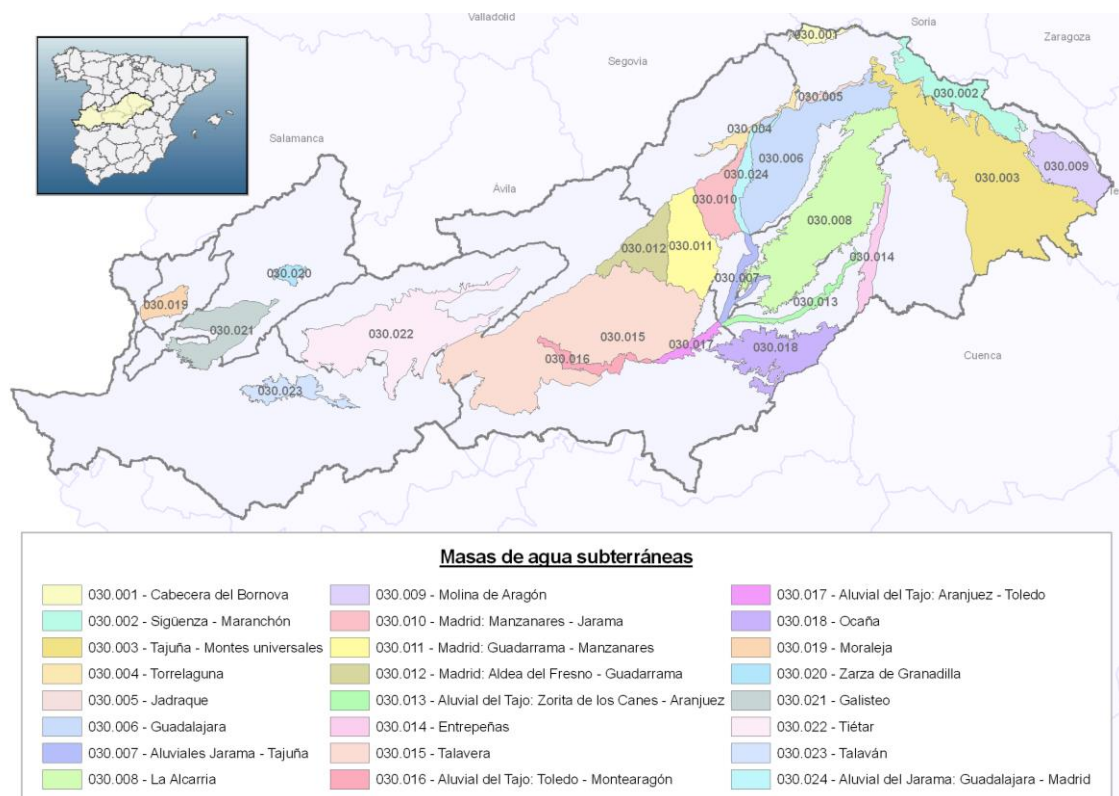 Valladolid
Soria
Zaragoza
Segovia
Salamanca
Ávila
Cuenca
Te
030.001
030.002
030.005
030.004
030.006
030.024
030.009
030.003
030.010
030.008
030.012
030.011
030.014
030.007
030.013
030.020
030.019
030.021
030.022
030.015
030.017
030.018
030.016
030.023
Masas de agua subterráneas
030.001 - Cabecera del Bornova
030.002 - Sigüenza - Maranchón
030.003 - Tajuña - Montes universales
030.004 - Torrelaguna
030.005 - Jadraque
030.006 - Guadalajara
030.007 - Aluviales Jarama - Tajuña
030.008 - La Alcarria
030.009 - Molina de Aragón
030.010 - Madrid: Manzanares - Jarama
030.011 - Madrid: Guadarrama - Manzanares
030.012 - Madrid: Aldea del Fresno - Guadarrama
030.013 - Aluvial del Tajo: Zorita de los Canes - Aranjuez
030.014 - Entrepeñas
030.015 - Talavera
030.016 - Aluvial del Tajo: Toledo - Montearagón
030.017 - Aluvial del Tajo: Aranjuez - Toledo
030.018 - Ocaña
030.019 - Moraleja
030.020 - Zarza de Granadilla
030.021 - Galisteo
030.022 - Tiétar
030.023 - Talaván
030.024 - Aluvial del Jarama: Guadalajara - Madrid